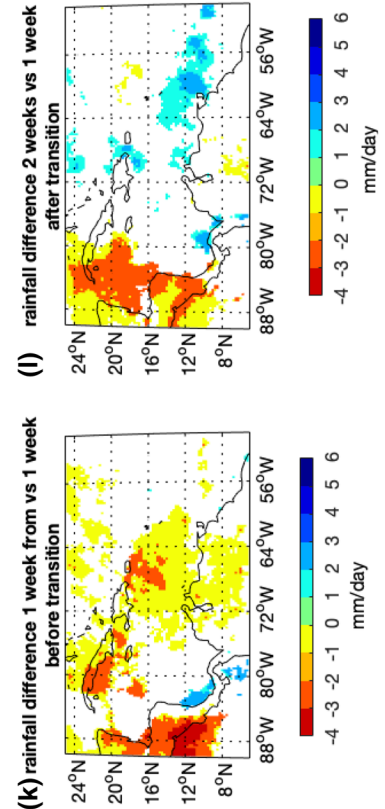 (k) rainfall difference 1 week from vs 1 week
before transition
24°N
20°N
16°N
12°N
8°N
88°W 80°W 72°W 64°W 56°W
-4 -3 -2 -1 0 1 2 3 4 5 6
mm/day
(l) rainfall difference 2 weeks vs 1 week
after transition
24°N
20°N
16°N
12°N
8°N
88°W 80°W 72°W 64°W 56°W
-4 -3 -2 -1 0 1 2 3 4 5 6
mm/day